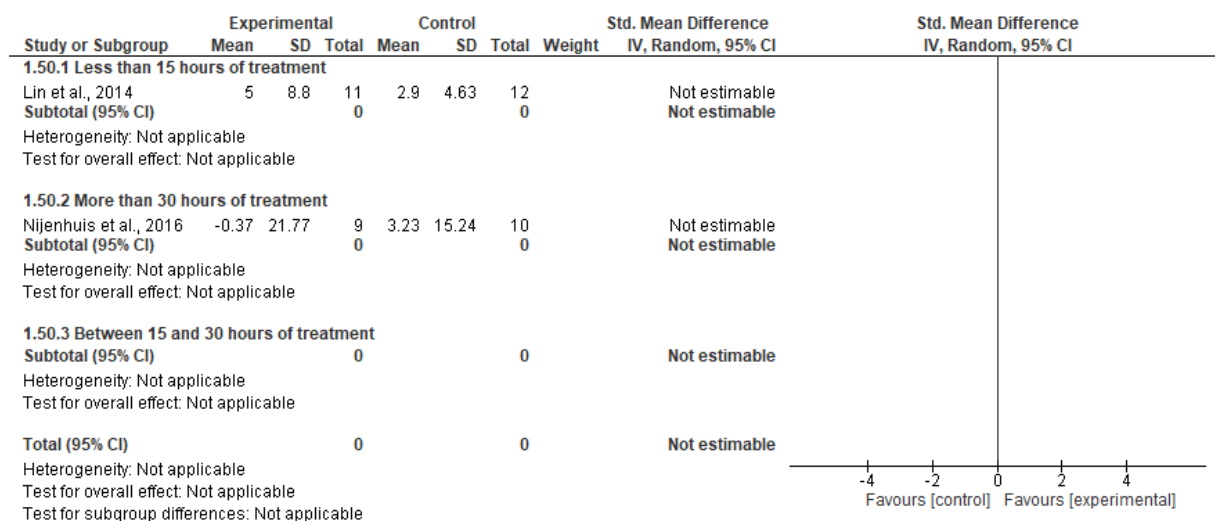 Experimental Control Std. Mean Difference Std. Mean Difference
Study or Subgroup Mean SD Total Mean SD Total Weight IV, Random, 95% CI IV, Random, 95% CI
1.50.1 Less than 15 hours of treatment
Lin et al., 2014 5 8.8 11 2.9 4.63 12 Not estimable
Subtotal (95% CI) 0 0 Not estimable
Heterogeneity: Not applicable
Test for overall effect: Not applicable
1.50.2 More than 30 hours of treatment
Nijenhuis et al., 2016 -0.37 21.77 9 3.23 15.24 10 Not estimable
Subtotal (95% CI) 0 0 Not estimable
Heterogeneity: Not applicable
Test for overall effect: Not applicable
1.50.3 Between 15 and 30 hours of treatment
Subtotal (95% CI) 0 0 Not estimable
Heterogeneity: Not applicable
Test for overall effect: Not applicable
Total (95% CI) 0 0 Not estimable
Heterogeneity: Not applicable
Test for overall effect: Not applicable
Test for subgroup differences: Not applicable
-4 -2 0 2 4
Favours [control] Favours [experimental]